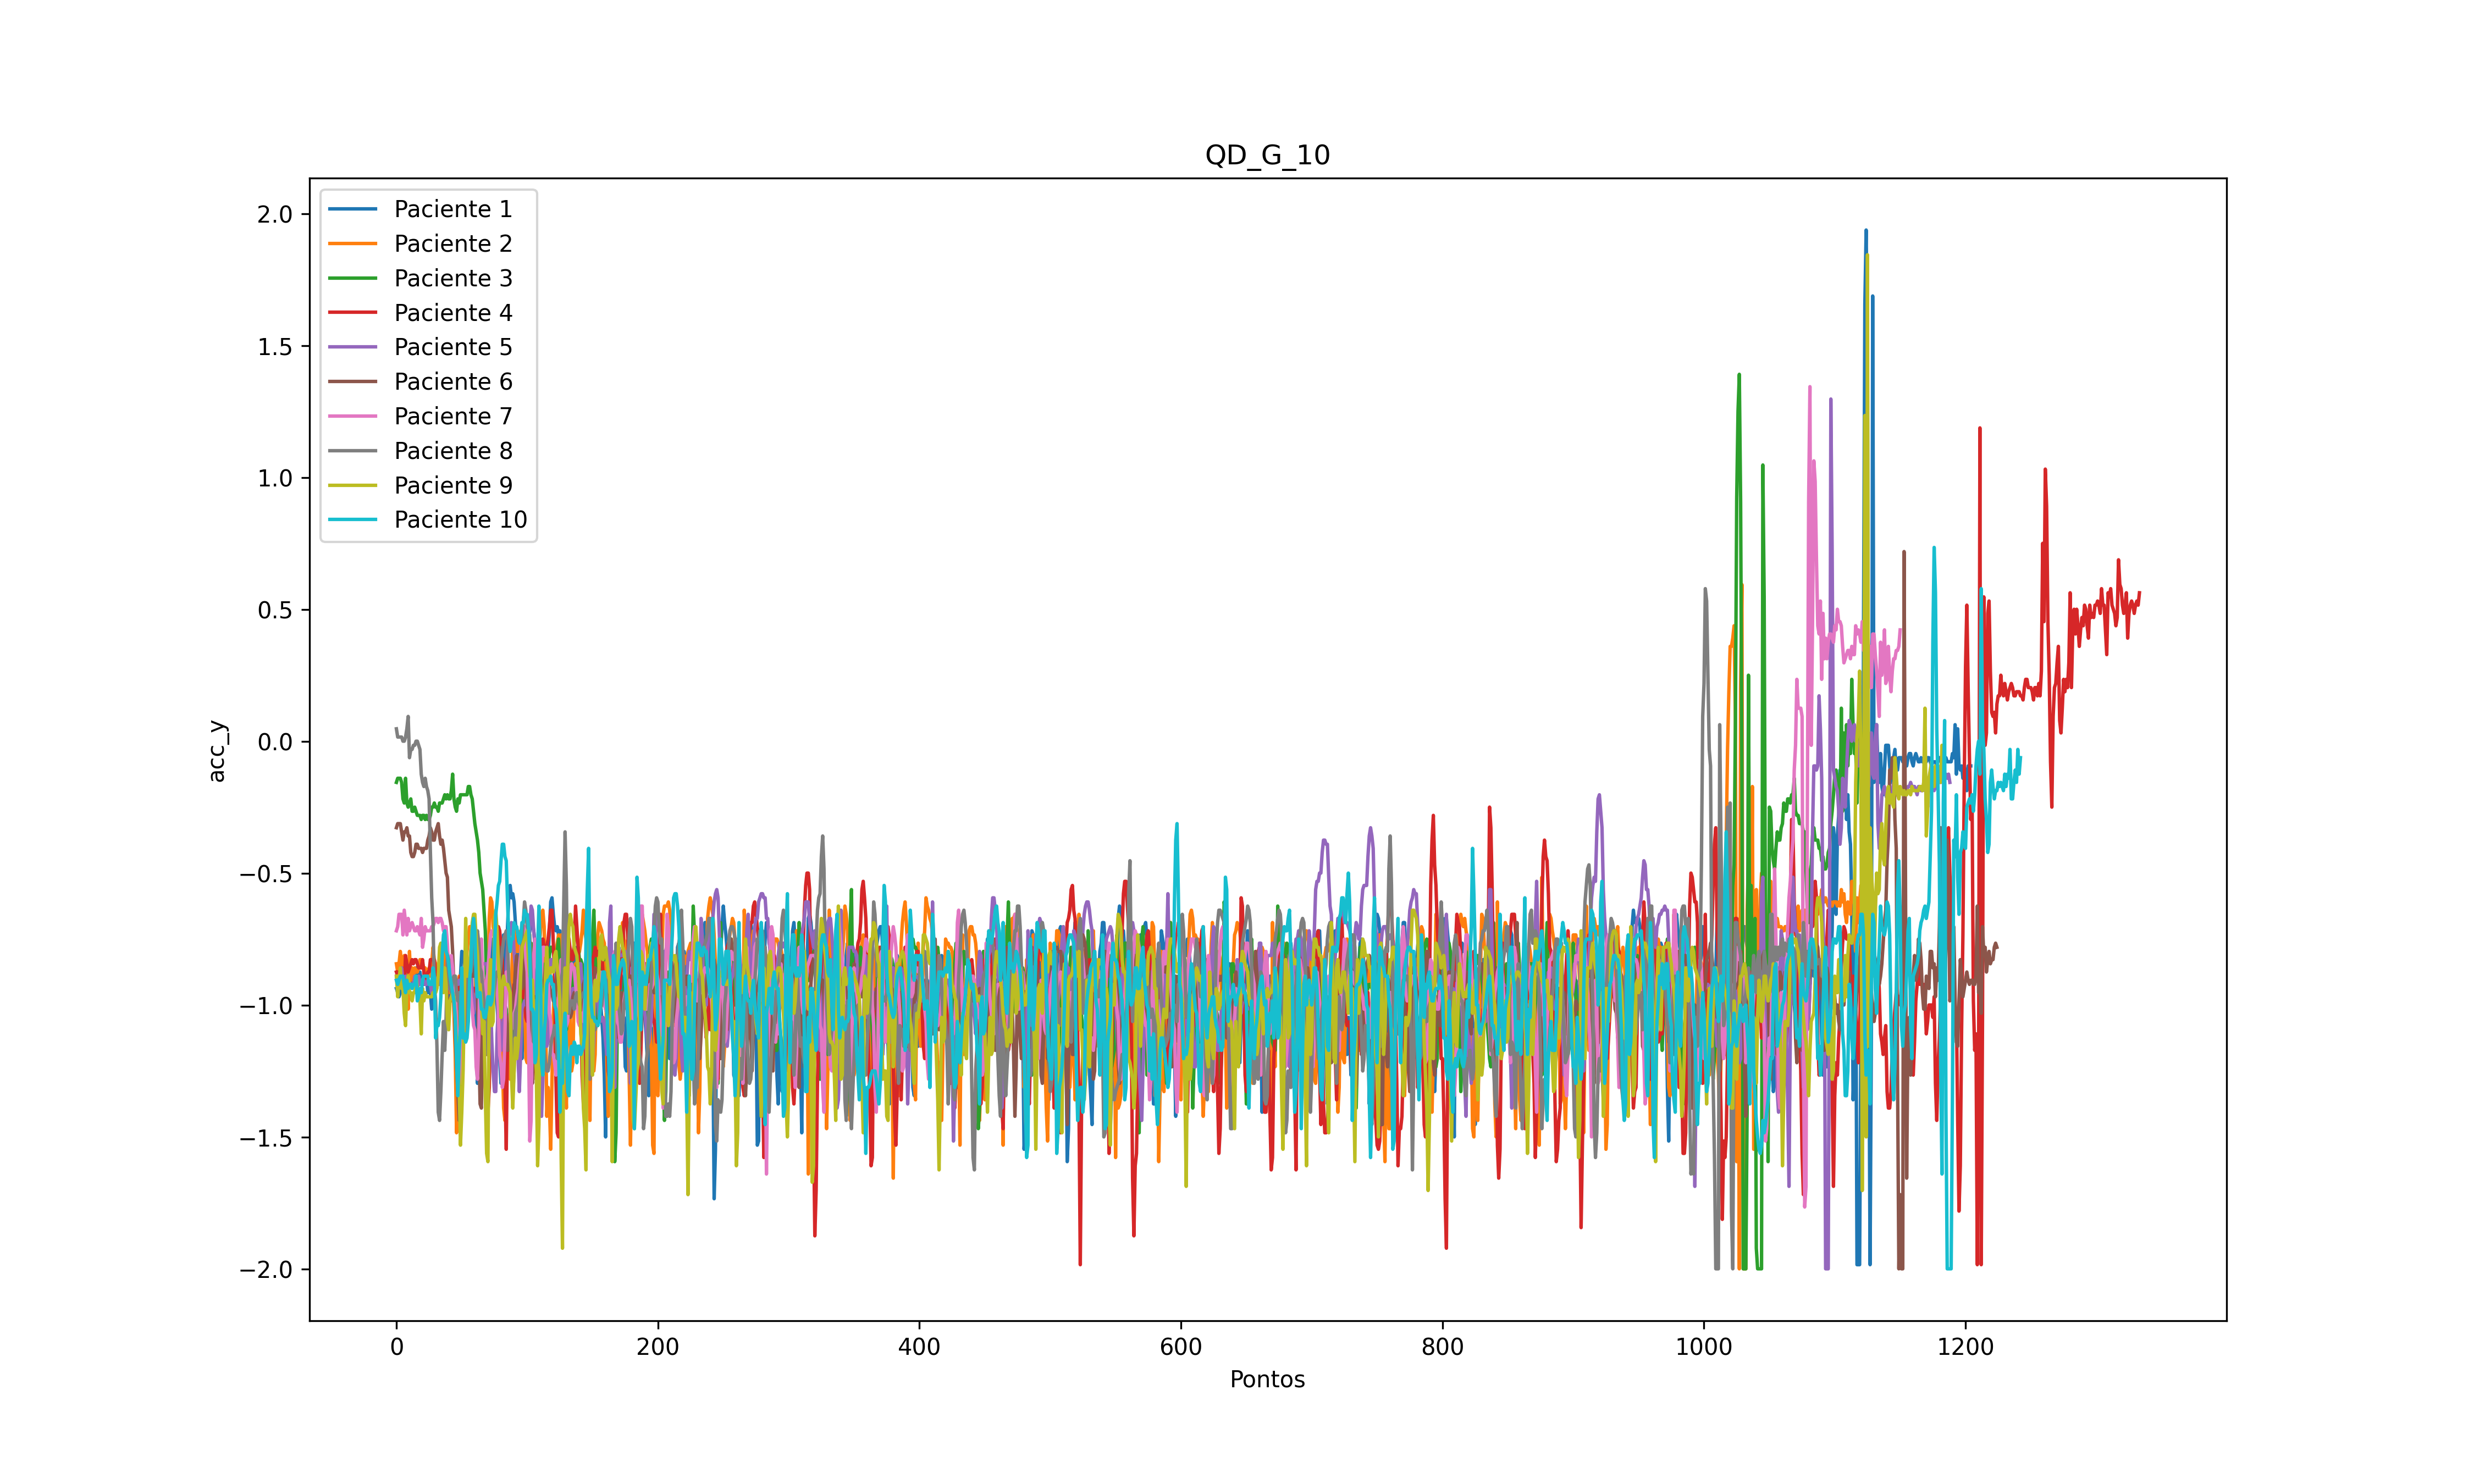 QD_G_10
2.0
1.5
1.0
0.5
0.0
−0.5
−1.0
−1.5
−2.0
acc_y
Paciente 1
Paciente 2
Paciente 3
Paciente 4
Paciente 5
Paciente 6
Paciente 7
Paciente 8
Paciente 9
Paciente 10
0 200 400 600 800 1000 1200
Pontos